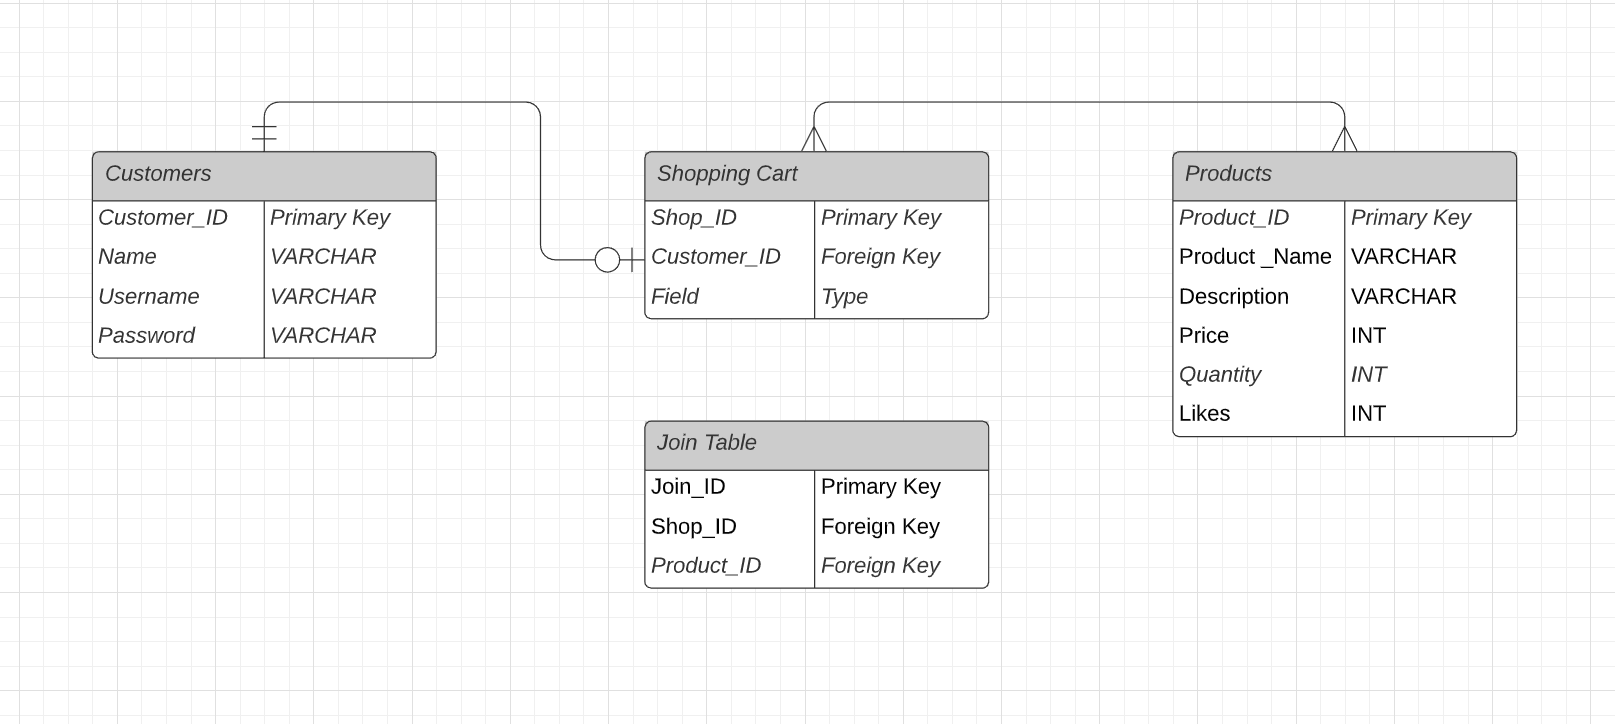 Customers
Customer_ID Primary Key
Name VARCHAR
Username VARCHAR
Password VARCHAR
Shopping Cart
Shop_ID Primary Key
Customer_ID Foreign Key
Field Type
Products
Product_ID Primary Key
Product _Name VARCHAR
Description VARCHAR
Price INT
Quantity INT
Likes INT
Join Table
Join_ID Primary Key
Shop_ID Foreign Key
Product_ID Foreign Key